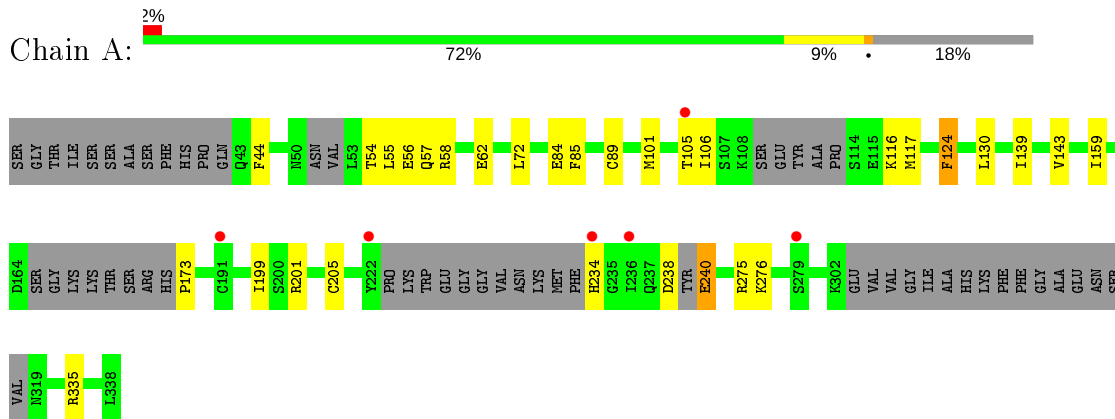 2%
Chain A:
72% 9% • 18%
SER GLY THR ILE SER SER ALA SER PHE HIS PRO GLN Q43 F44 N50 ASN VAL L53 T54 L55 E56 Q57 R58 E62 L72 E84 F85 C89 M101 T105 I106 S107 K108 SER GLU TYR ALA PRO S114 E115 K116 M117 F124 L130 I139 V143 I159
D164 SER GLY LYS LYS THR SER ARG HIS P173 C191 I199 S200 R201 C205 Y222 PRO LYS TRP GLU GLY GLY VAL ASN LYS MET PHE H234 G235 I236 Q237 D238 TYR E240 R275 K276 S279 K302 GLU VAL VAL GLY ILE ALA HIS LYS PHE PHE GLY ALA GLU ASN SER
VAL N319 R335 L338